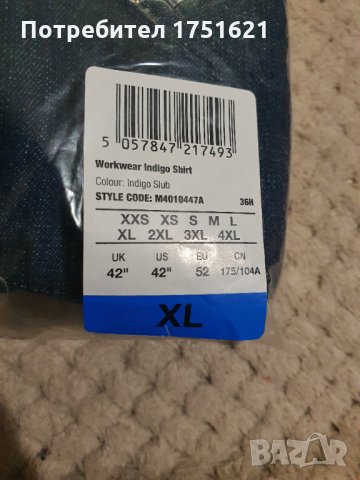 Потребител 1751621
5 057847 217493
Workwear Indigo Shirt
Colour: Indigo Slub
STYLE CODE: M4010447A 36H
XXS XS S M L
XL 2XL 3XL 4XL
UK US EU CN
42" 42" 52 175/104A
XL
BAZAR